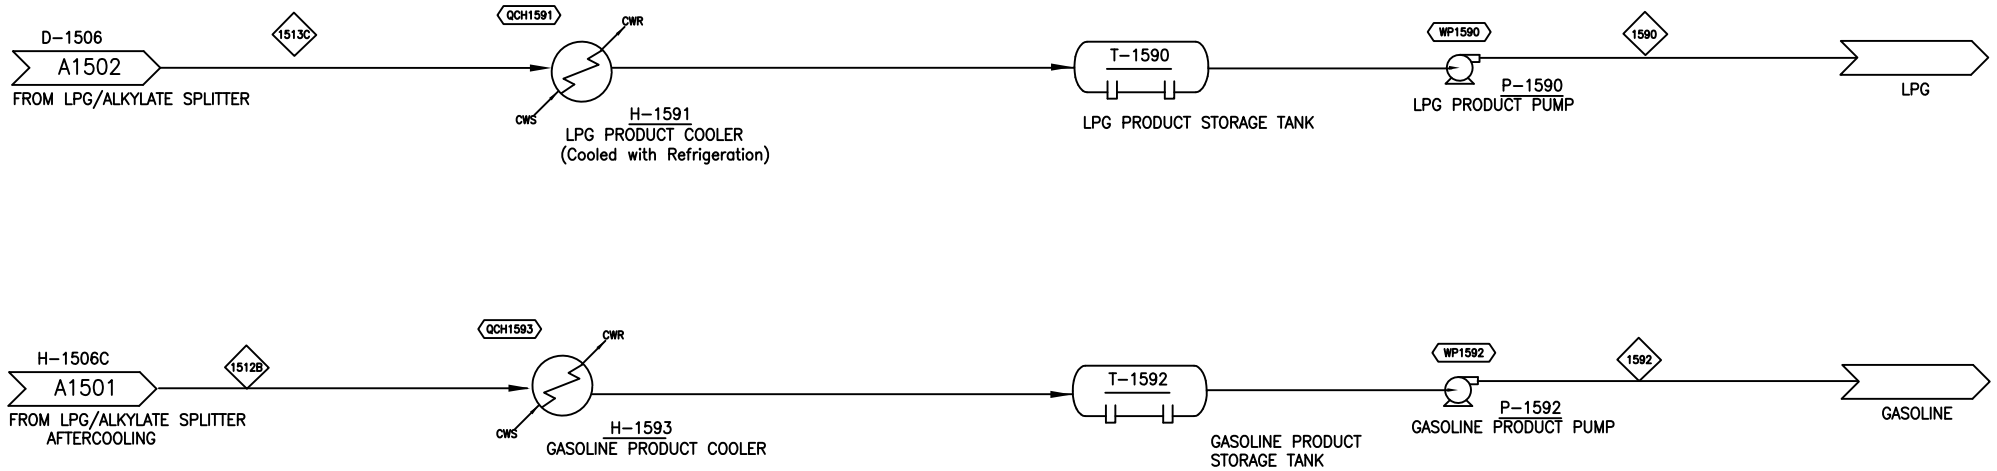 D-1506
A1502
FROM LPG/ALKYLATE SPLITTER
1513C
QCH1591
CWR
CWS
H-1591
LPG PRODUCT COOLER
(Cooled with Refrigeration)
T-1590
LPG PRODUCT STORAGE TANK
WP1590
P-1590
LPG PRODUCT PUMP
1590
LPG
H-1506C
A1501
FROM LPG/ALKYLATE SPLITTER
AFTERCOOLING
1512B
QCH1593
CWR
CWS
H-1593
GASOLINE PRODUCT COOLER
T-1592
GASOLINE PRODUCT
STORAGE TANK
WP1592
P-1592
GASOLINE PRODUCT PUMP
1592
GASOLINE